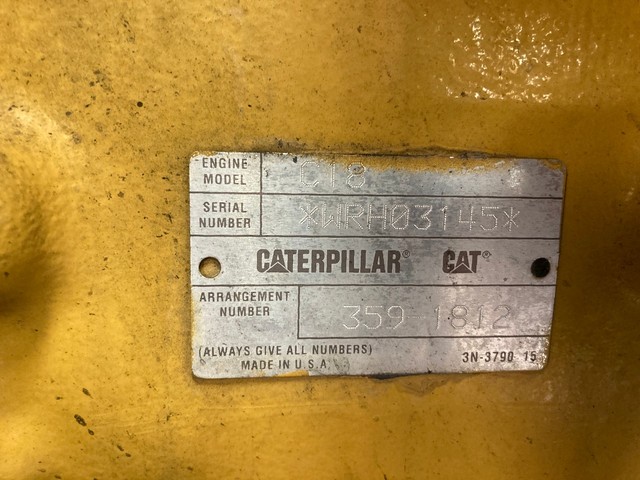 ENGINE MODEL C18
SERIAL NUMBER *WRH03145*
CATERPILLAR® CAT®
ARRANGEMENT NUMBER 359-1812
(ALWAYS GIVE ALL NUMBERS)
MADE IN U.S.A. 3N-3790 15